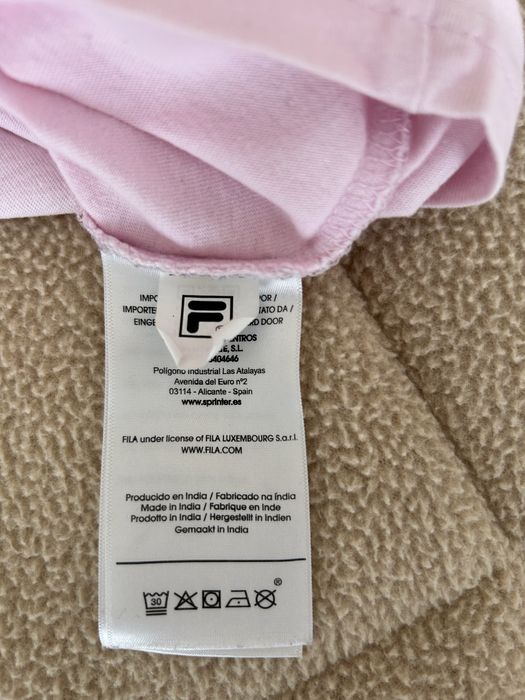 POR /
IMPORTE TATO DA /
EINGE RD DOOR
NTROS
E, S.L.
404646
Polígono Industrial Las Atalayas
Avenida del Euro nº2
03114 - Alicante - Spain
www.sprinter.es
FILA under license of FILA LUXEMBOURG S.a.r.l.
WWW.FILA.COM
Producido en India / Fabricado na Índia
Made in India / Fabrique en Inde
Prodotto in India / Hergestellt in Indien
Gemaakt in India
30
®